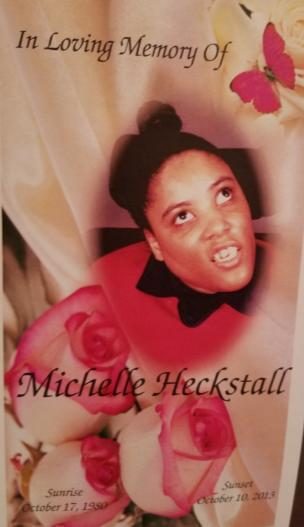 In Loving Memory Of
Michelle Heckstall
Sunrise
October 17, 1980
Sunset
October 10, 2013